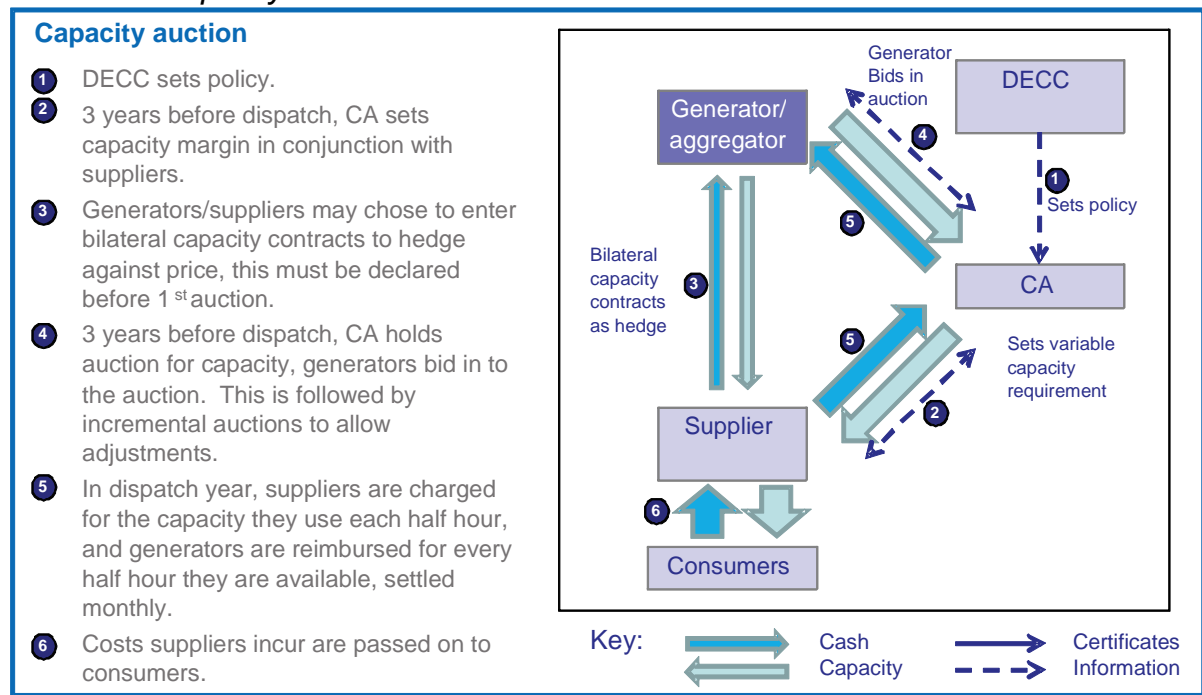 Capacity auction
1 DECC sets policy.
2 3 years before dispatch, CA sets
capacity margin in conjunction with
suppliers.
3 Generators/suppliers may chose to enter
bilateral capacity contracts to hedge
against price, this must be declared
before 1 st auction.
4 3 years before dispatch, CA holds
auction for capacity, generators bid in to
the auction. This is followed by
incremental auctions to allow
adjustments.
5 In dispatch year, suppliers are charged
for the capacity they use each half hour,
and generators are reimbursed for every
half hour they are available, settled
monthly.
6 Costs suppliers incur are passed on to
consumers.
Generator
Bids in
auction
DECC
Generator/
aggregator
4
1
Sets policy
5
Bilateral
capacity
contracts
as hedge
3
CA
5
Sets variable
capacity
requirement
2
Supplier
6
Consumers
Key:
Cash
Certificates
Capacity
Information